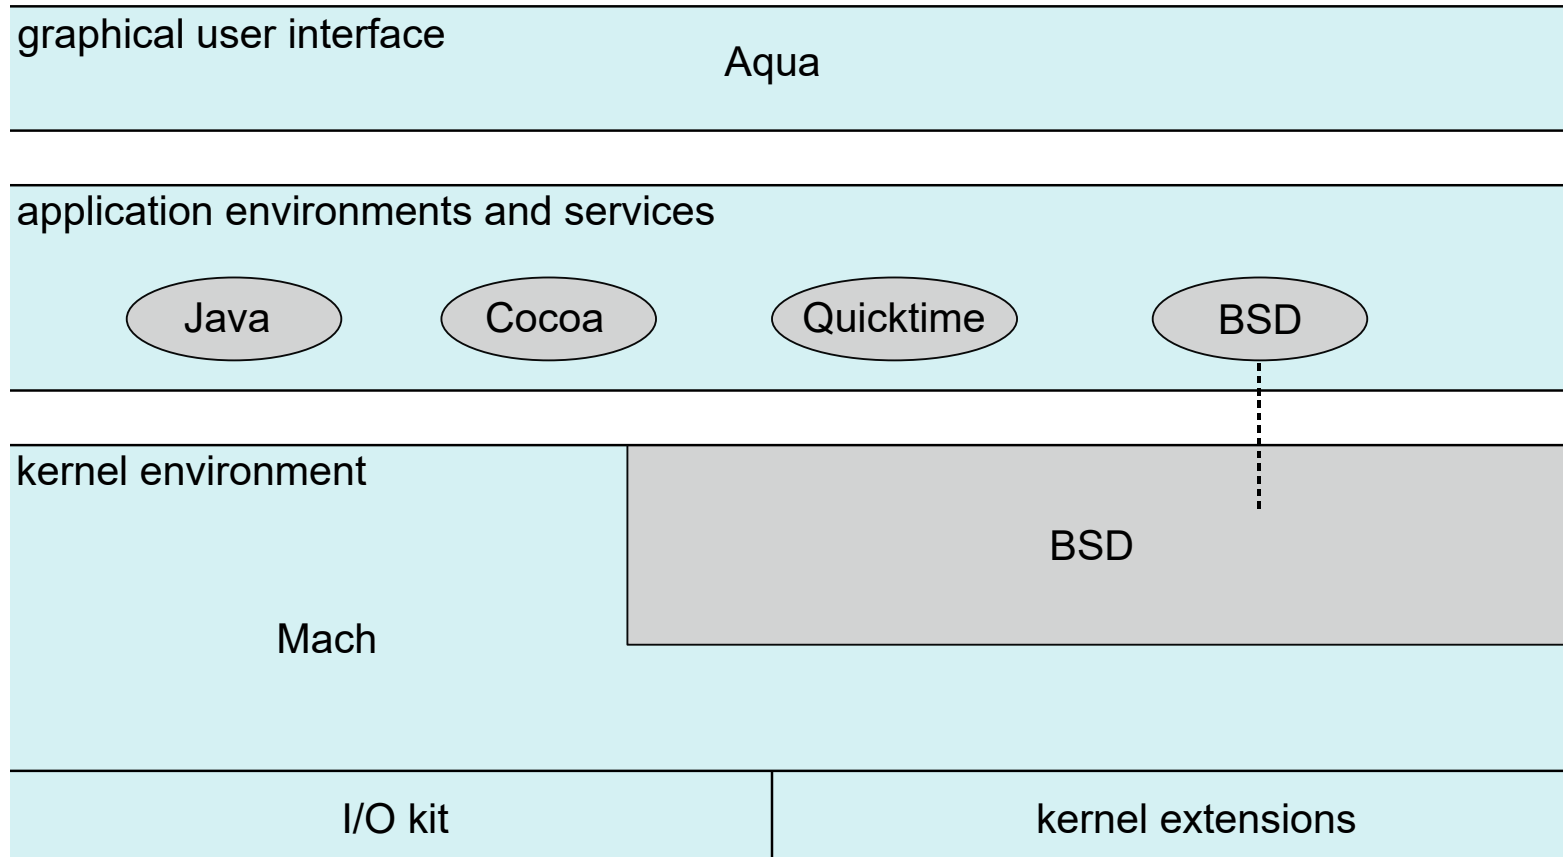 graphical user interface
Aqua
application environments and services
Java Cocoa Quicktime BSD
kernel environment
BSD
Mach
I/O kit kernel extensions